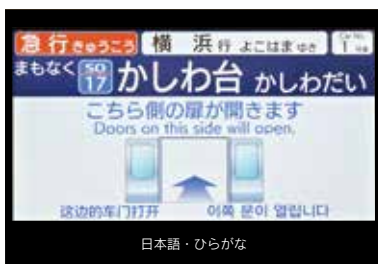 急行きゅうこう 横浜行 よこはまゆき Car No. 1
まもなく SO 17 かしわ台 かしわだい
こちら側の扉が開きます
Doors on this side will open.
这边的车门打开 이쪽 문이 열립니다
日本語・ひらがな